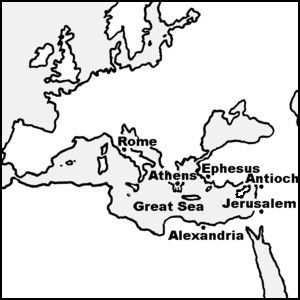 Rome
Athens
Ephesus
Antioch
Great Sea
Jerusalem
Alexandria